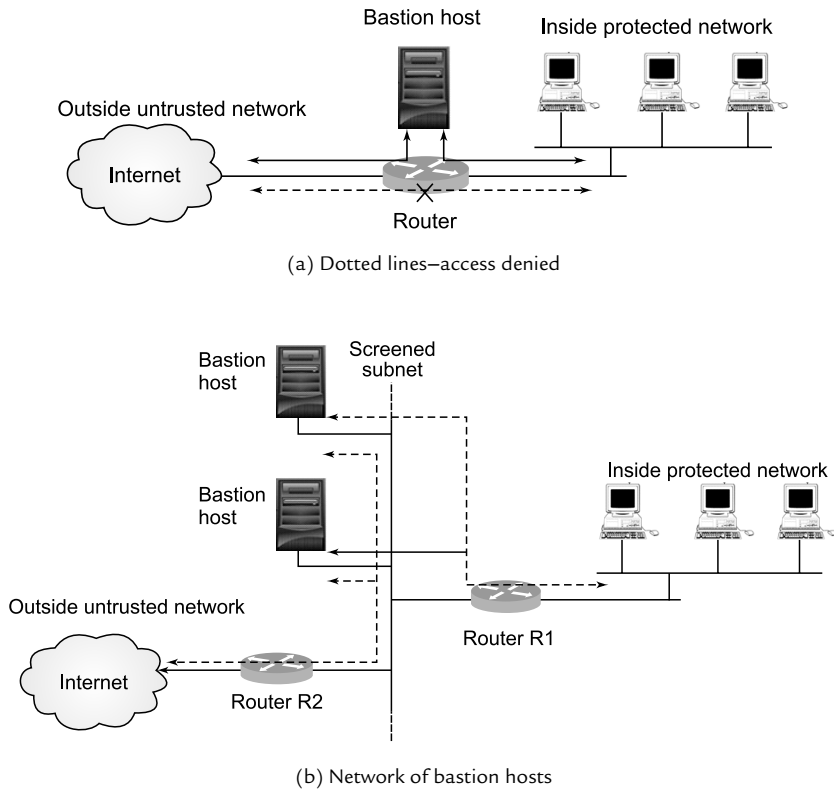 Bastion host
Inside protected network
Outside untrusted network
Internet
Router
(a) Dotted lines–access denied
Bastion
host
Screened
subnet
Inside protected network
Bastion
host
Outside untrusted network
Router R1
Internet
Router R2
(b) Network of bastion hosts